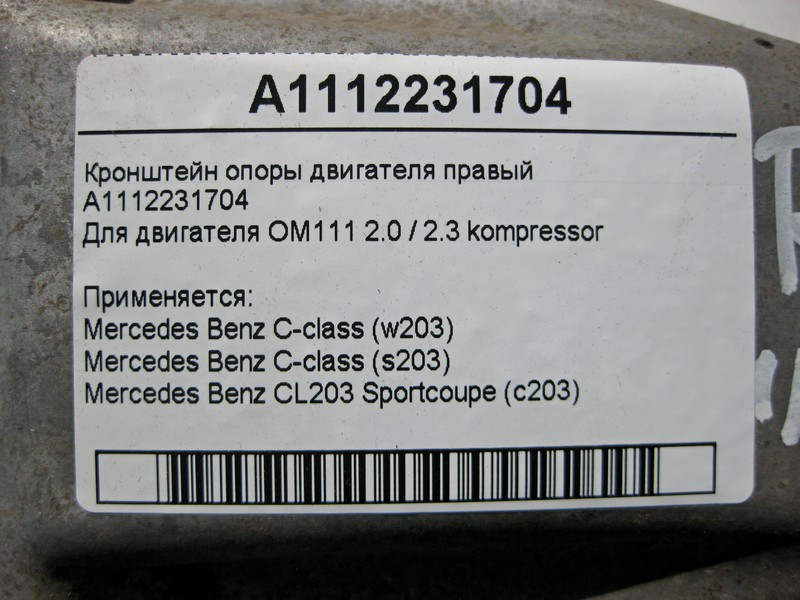 A1112231704
Кронштейн опоры двигателя правый
A1112231704
Для двигателя OM111 2.0 / 2.3 kompressor
Применяется:
Mercedes Benz C-class (w203)
Mercedes Benz C-class (s203)
Mercedes Benz CL203 Sportcoupe (c203)